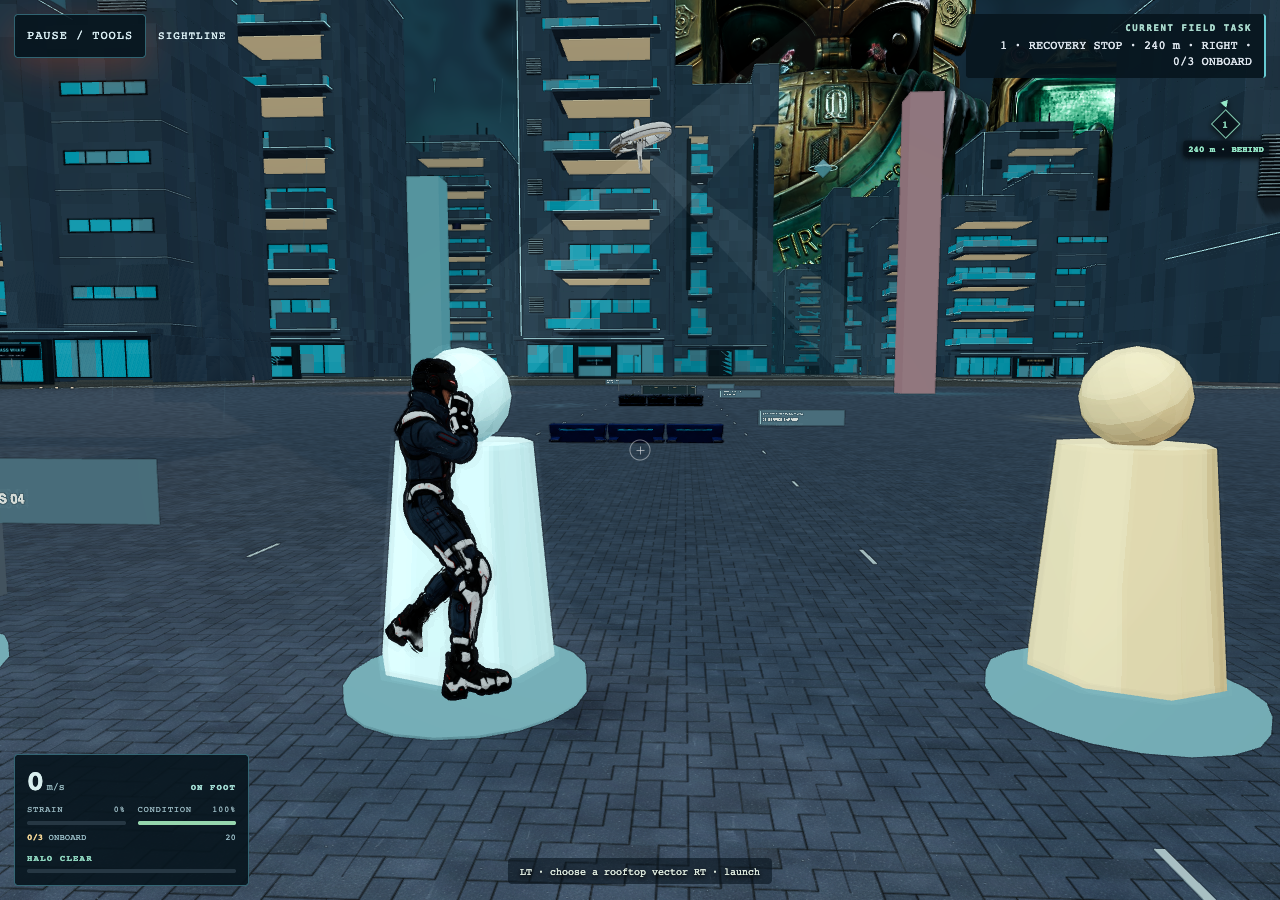 PAUSE / TOOLS
SIGHTLINE
CURRENT FIELD TASK
1 · RECOVERY STOP · 240 m · RIGHT ·
0/3 ONBOARD
1
240 m · BEHIND
FIRS
S 04
0 m/s
ON FOOT
STRAIN 0%
CONDITION 100%
0/3 ONBOARD 20
HALO CLEAR
LT · choose a rooftop vector RT · launch